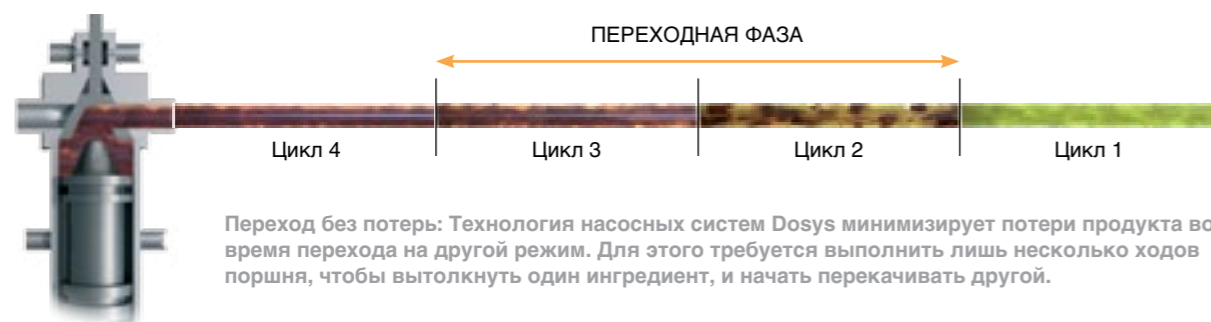 ПЕРЕХОДНАЯ ФАЗА
Цикл 4 Цикл 3 Цикл 2 Цикл 1
Переход без потерь: Технология насосных систем Dosys минимизирует потери продукта во
время перехода на другой режим. Для этого требуется выполнить лишь несколько ходов
поршня, чтобы вытолкнуть один ингредиент, и начать перекачивать другой.